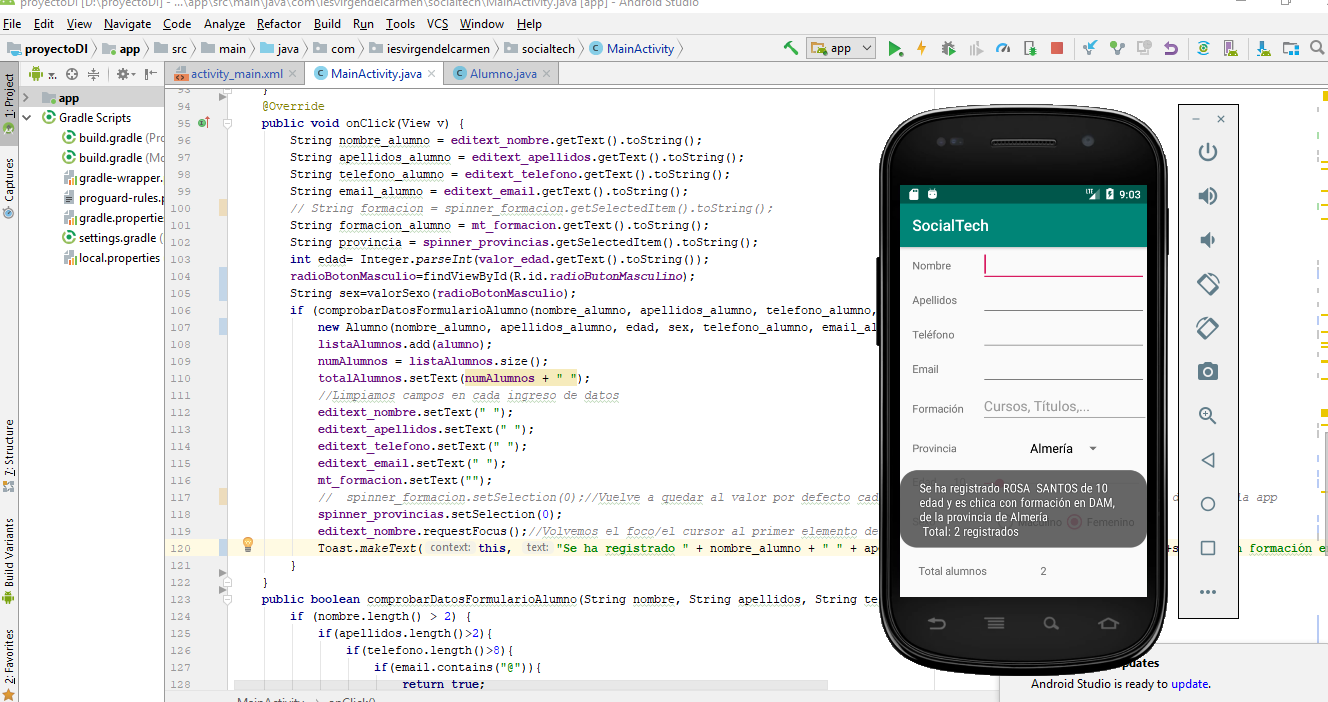 proyectoDI [D:\proyectoDI] - ...\app\src\main\java\com\iesvirgendelcarmen\socialtech\MainActivity.java [app] - Android Studio
File Edit View Navigate Code Analyze Refactor Build Run Tools VCS Window Help
proyectoDI app src main java com iesvirgendelcarmen socialtech MainActivity app
activity_main.xml MainActivity.java Alumno.java
1: Project
Captures
7: Structure
Build Variants
2: Favorites
app
Gradle Scripts
build.gradle (Pro
build.gradle (Mo
gradle-wrapper.
proguard-rules.p
gradle.propertie
settings.gradle (
local.properties
93 }
94 @Override
95 public void onClick(View v) {
96 String nombre_alumno = editext_nombre.getText().toString();
97 String apellidos_alumno = editext_apellidos.getText().toString();
98 String telefono_alumno = editext_telefono.getText().toString();
99 String email_alumno = editext_email.getText().toString();
100 // String formacion = spinner_formacion.getSelectedItem().toString();
101 String formacion_alumno = mt_formacion.getText().toString();
102 String provincia = spinner_provincias.getSelectedItem().toString();
103 int edad= Integer.parseInt(valor_edad.getText().toString());
104 radioBotonMasculio=findViewById(R.id.radioButonMasculino);
105 String sex=valorSexo(radioBotonMasculio);
106 if (comprobarDatosFormularioAlumno(nombre_alumno, apellidos_alumno, telefono_alumno,
107 new Alumno(nombre_alumno, apellidos_alumno, edad, sex, telefono_alumno, email_al
108 listaAlumnos.add(alumno);
109 numAlumnos = listaAlumnos.size();
110 totalAlumnos.setText(numAlumnos + " ");
111 //Limpiamos campos en cada ingreso de datos
112 editext_nombre.setText(" ");
113 editext_apellidos.setText(" ");
114 editext_telefono.setText(" ");
115 editext_email.setText(" ");
116 mt_formacion.setText("");
117 // spinner_formacion.setSelection(0);//Vuelve a quedar al valor por defecto cad la app
118 spinner_provincias.setSelection(0);
119 editext_nombre.requestFocus();//Volvemos el foco/el cursor al primer elemento de
120 Toast.makeText( context: this, text: "Se ha registrado " + nombre_alumno + " " + ape n formación e
121 }
122 }
123 public boolean comprobarDatosFormularioAlumno(String nombre, String apellidos, String te
124 if (nombre.length() > 2) {
125 if(apellidos.length()>2){
126 if(telefono.length()>8){
127 if(email.contains("@")){
128 return true;
MainActivity › onClick()
LTE 9:03
SocialTech
Nombre
Apellidos
Teléfono
Email
Formación Cursos, Títulos,...
Provincia Almería
Femenino
Se ha registrado ROSA SANTOS de 10
edad y es chica con formación en DAM,
de la provincia de Almería
Total: 2 registrados
Total alumnos 2
pdates
Android Studio is ready to update.